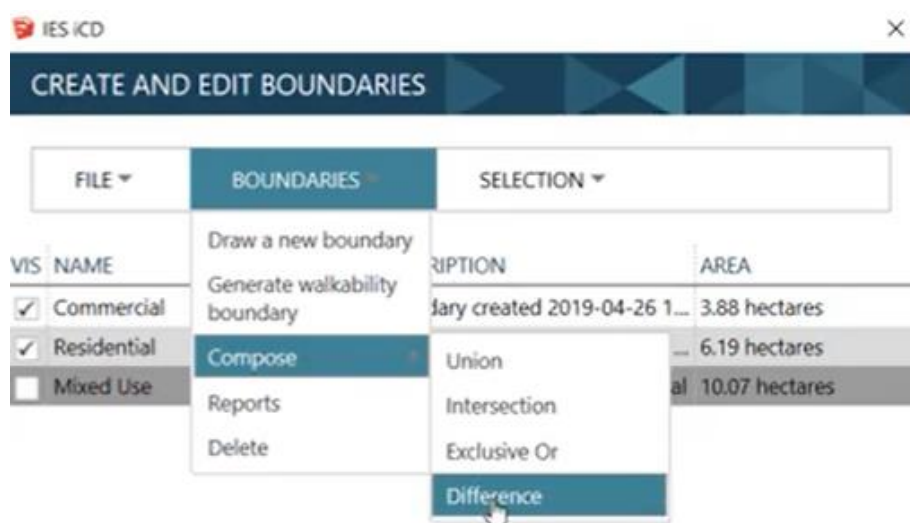 IES iCD
CREATE AND EDIT BOUNDARIES
FILE BOUNDARIES SELECTION
Draw a new boundary
VIS NAME RIPTION AREA
Generate walkability
boundary
Commercial dary created 2019-04-26 1... 3.88 hectares
Residential ... 6.19 hectares
Compose
Union
Mixed Use al 10.07 hectares
Reports
Intersection
Delete
Exclusive Or
Difference